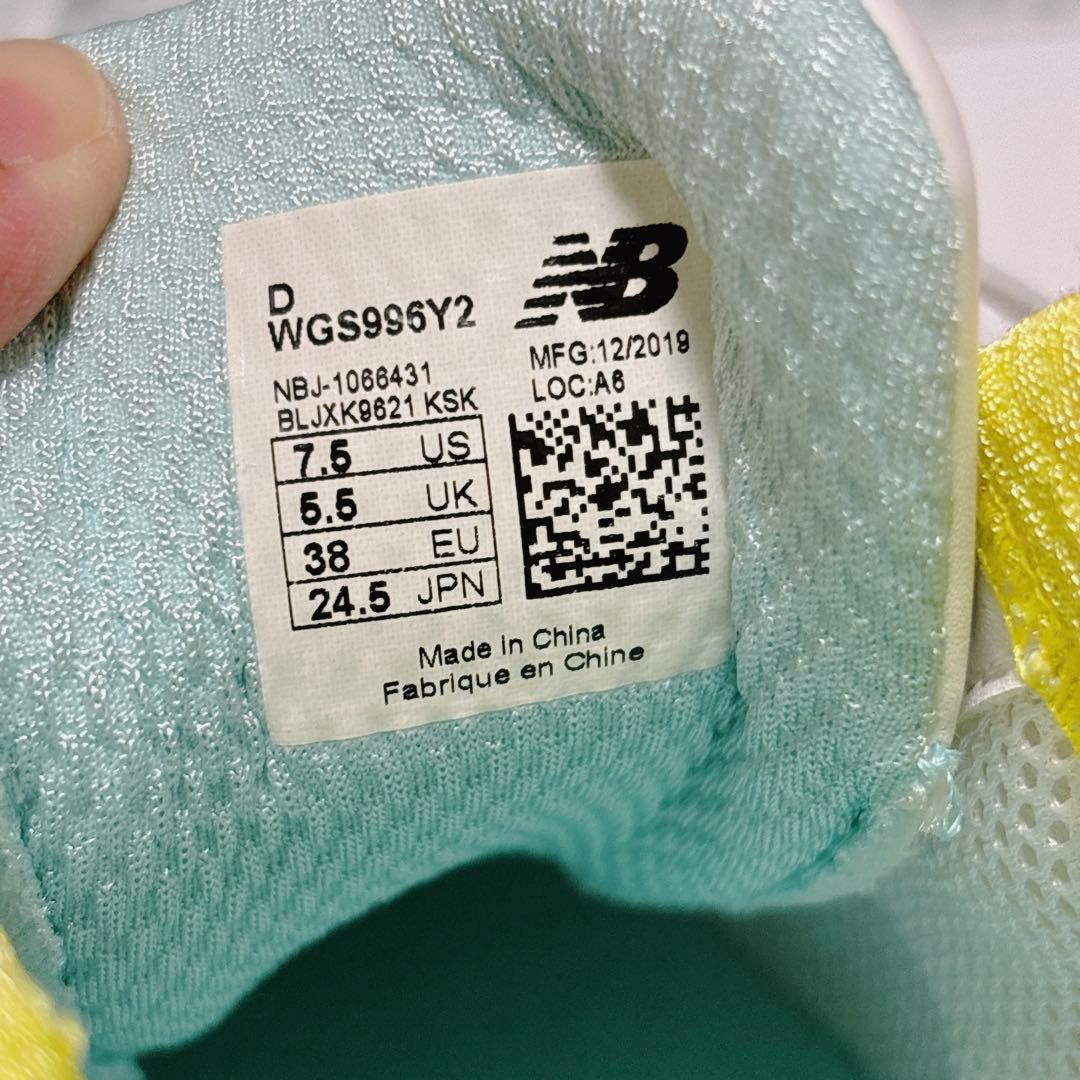 D
WGS996Y2
NB
MFG:12/2019
LOC:A6
NBJ-1066431
BLJXK9621 KSK
7.5 US
5.5 UK
38 EU
24.5 JPN
Made in China
Fabrique en Chine